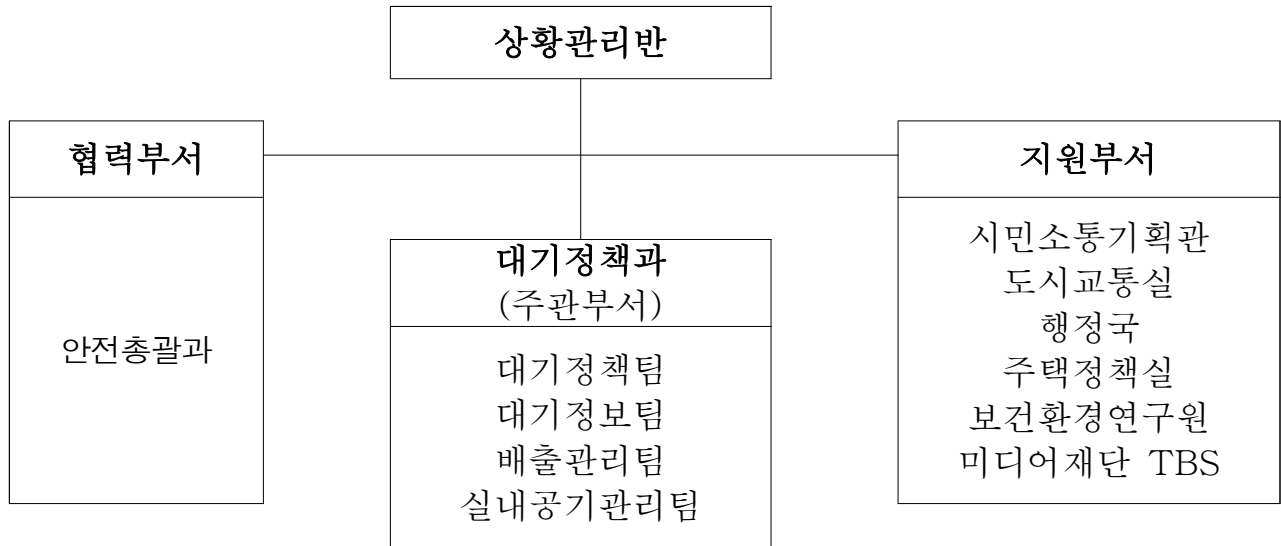 상황관리반
협력부서
안전총괄과
대기정책과
(주관부서)
대기정책팀
대기정보팀
배출관리팀
실내공기관리팀
지원부서
시민소통기획관
도시교통실
행정국
주택정책실
보건환경연구원
미디어재단 TBS